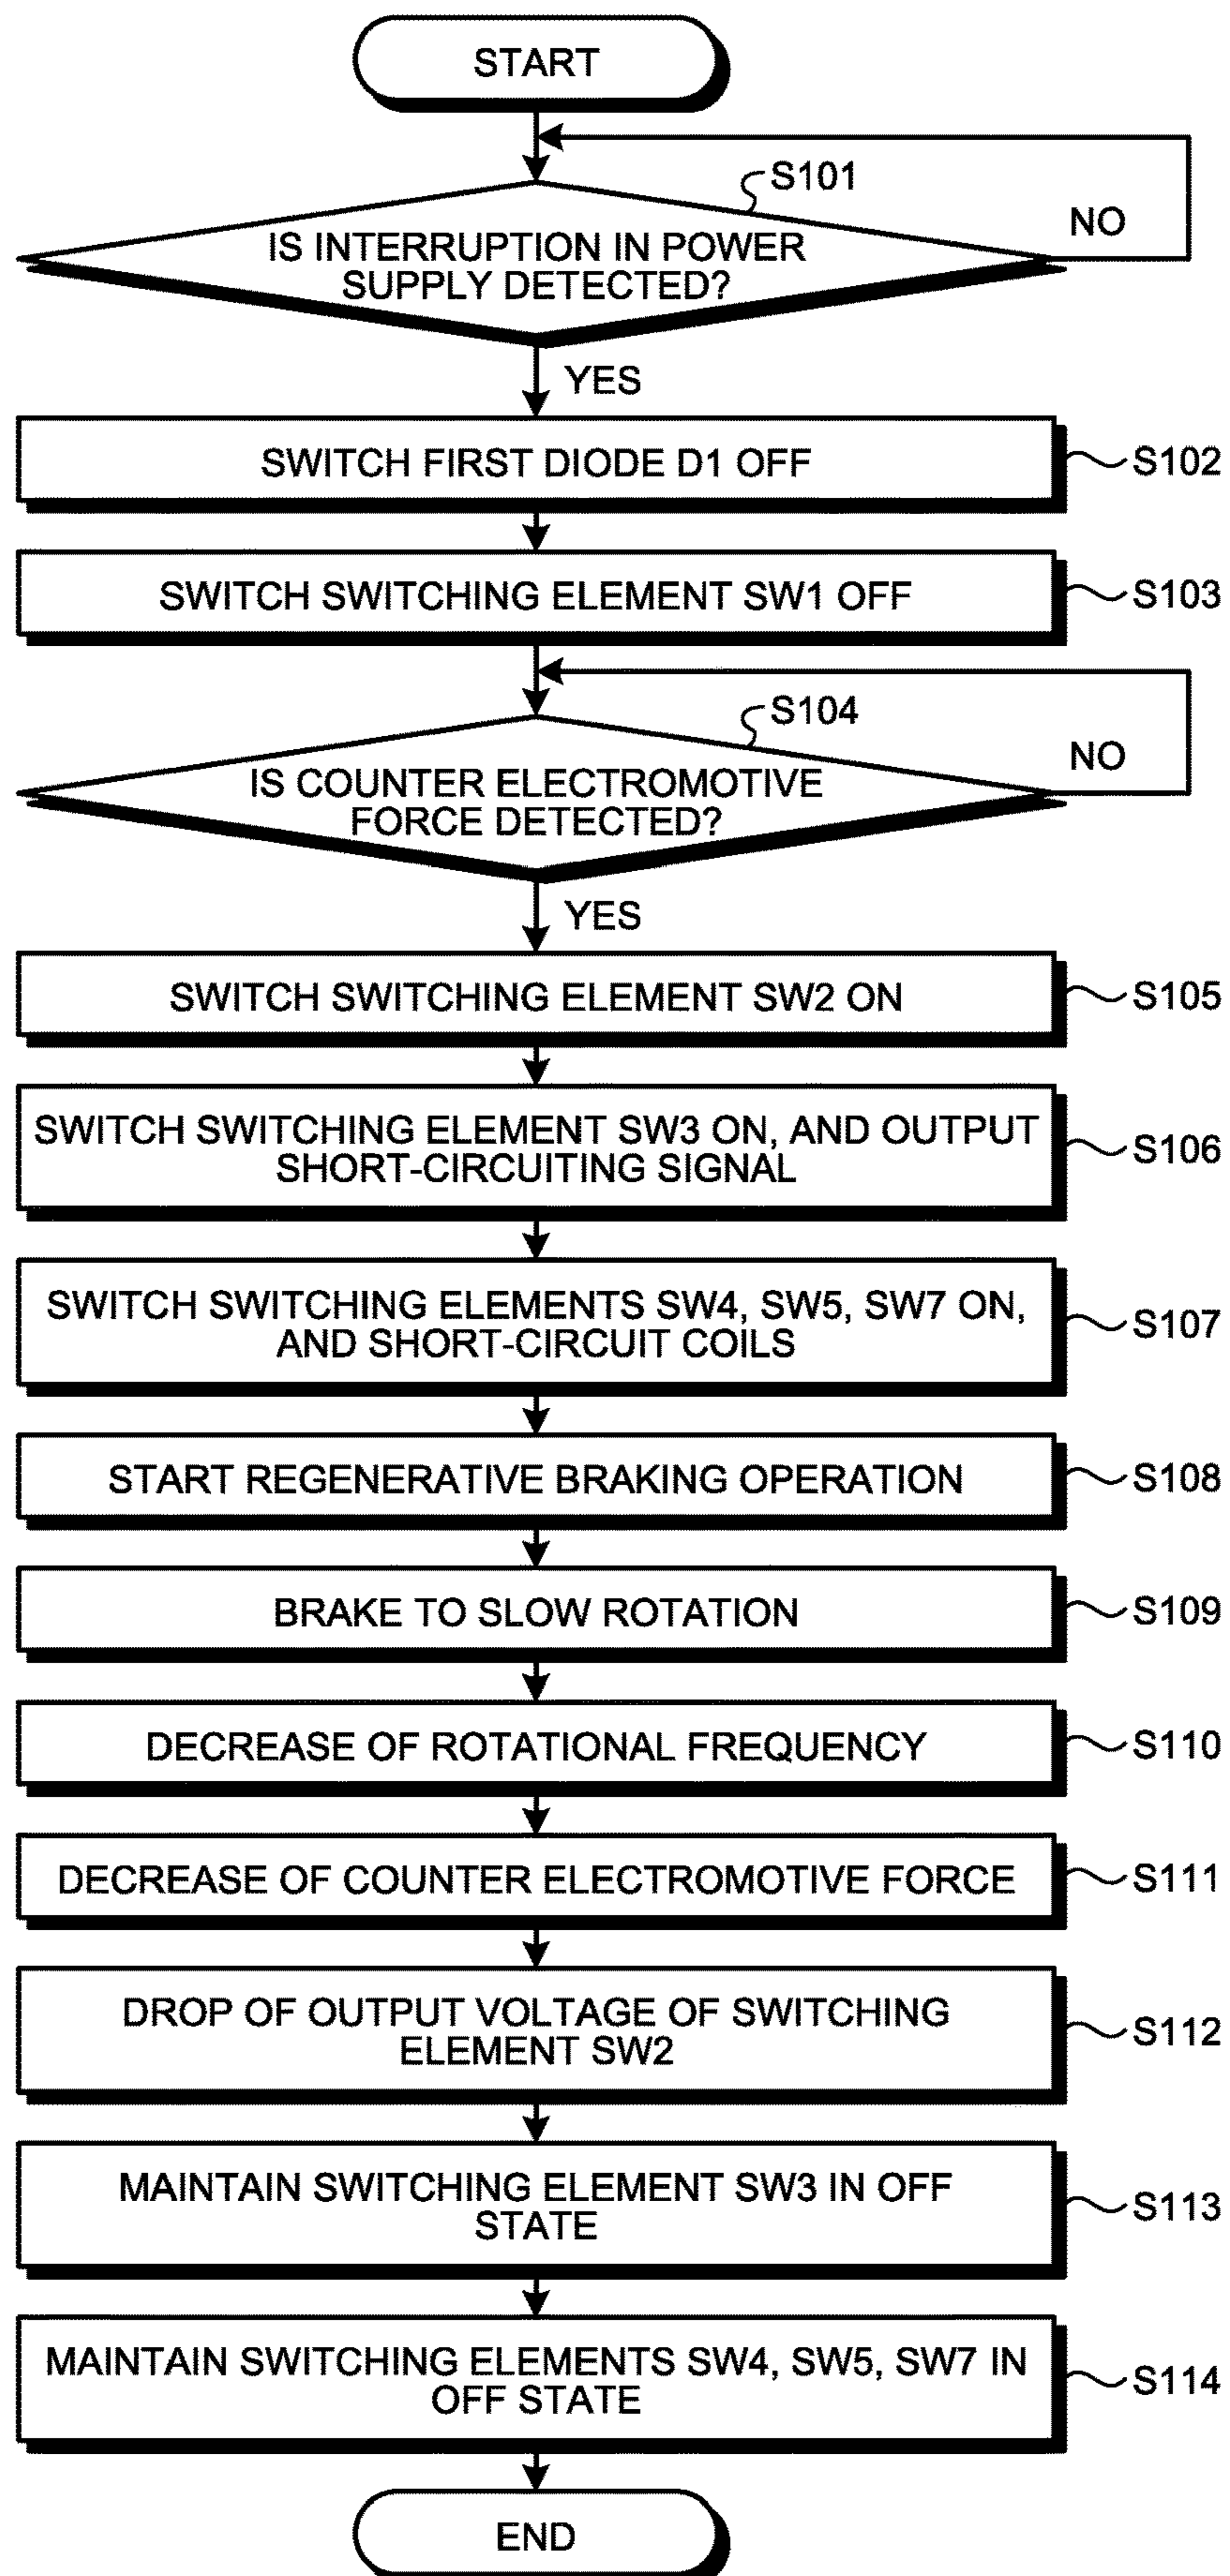 START
S101
NO
IS INTERRUPTION IN POWER
SUPPLY DETECTED?
YES
SWITCH FIRST DIODE D1 OFF
S102
SWITCH SWITCHING ELEMENT SW1 OFF
S103
S104
NO
IS COUNTER ELECTROMOTIVE
FORCE DETECTED?
YES
SWITCH SWITCHING ELEMENT SW2 ON
S105
SWITCH SWITCHING ELEMENT SW3 ON, AND OUTPUT
SHORT-CIRCUITING SIGNAL
S106
SWITCH SWITCHING ELEMENTS SW4, SW5, SW7 ON,
AND SHORT-CIRCUIT COILS
S107
START REGENERATIVE BRAKING OPERATION
S108
BRAKE TO SLOW ROTATION
S109
DECREASE OF ROTATIONAL FREQUENCY
S110
DECREASE OF COUNTER ELECTROMOTIVE FORCE
S111
DROP OF OUTPUT VOLTAGE OF SWITCHING
ELEMENT SW2
S112
MAINTAIN SWITCHING ELEMENT SW3 IN OFF
STATE
S113
MAINTAIN SWITCHING ELEMENTS SW4, SW5, SW7 IN
OFF STATE
S114
END